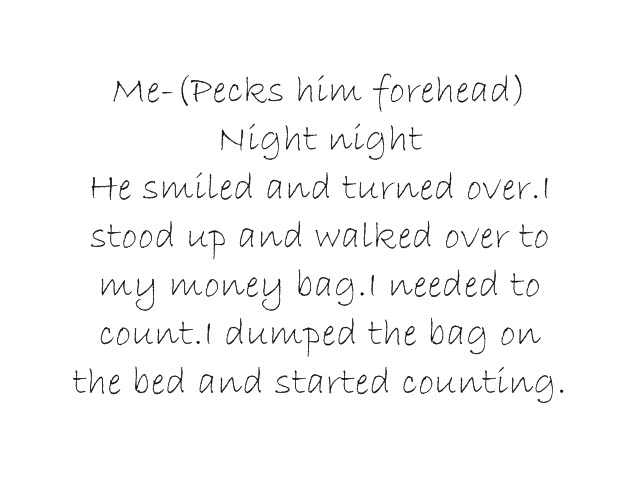 Me-(Pecks him forehead)
Night night
He smiled and turned over.I
stood up and walked over to
my money bag.I needed to
count.I dumped the bag on
the bed and started counting.